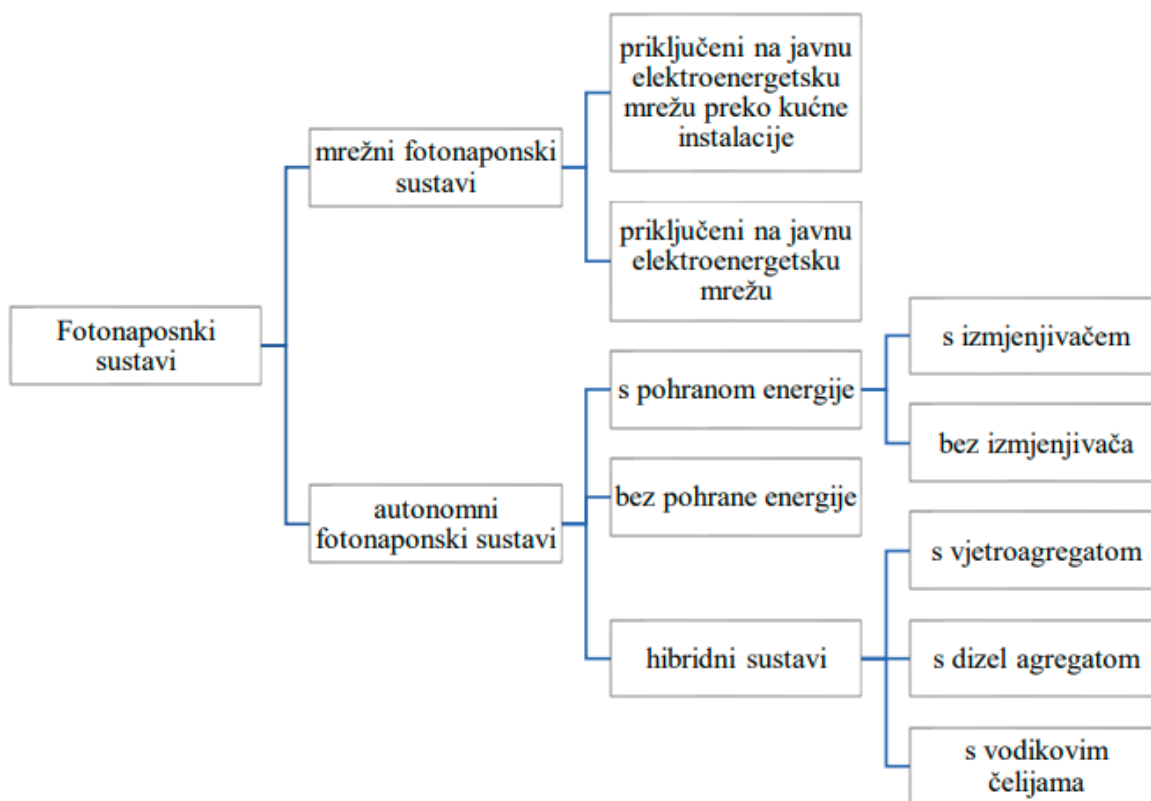 Fotonaposnki
sustavi
mrežni fotonaponski
sustavi
priključeni na javnu
elektroenergetsku
mrežu preko kućne
instalacije
priključeni na javnu
elektroenergetsku
mrežu
autonomni
fotonaponski sustavi
s pohranom energije
s izmjenjivačem
bez izmjenjivača
bez pohrane energije
hibridni sustavi
s vjetroagregatom
s dizel agregatom
s vodikovim
čelijama